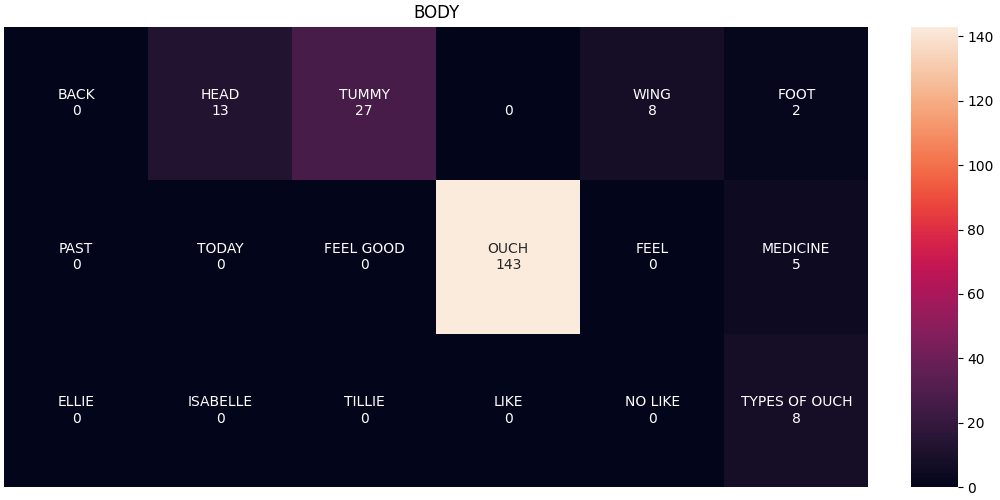 BODY
BACK
0
HEAD
13
TUMMY
27
0
WING
8
FOOT
2
PAST
0
TODAY
0
FEEL GOOD
0
OUCH
143
FEEL
0
MEDICINE
5
ELLIE
0
ISABELLE
0
TILLIE
0
LIKE
0
NO LIKE
0
TYPES OF OUCH
8
140
120
100
80
60
40
20
0